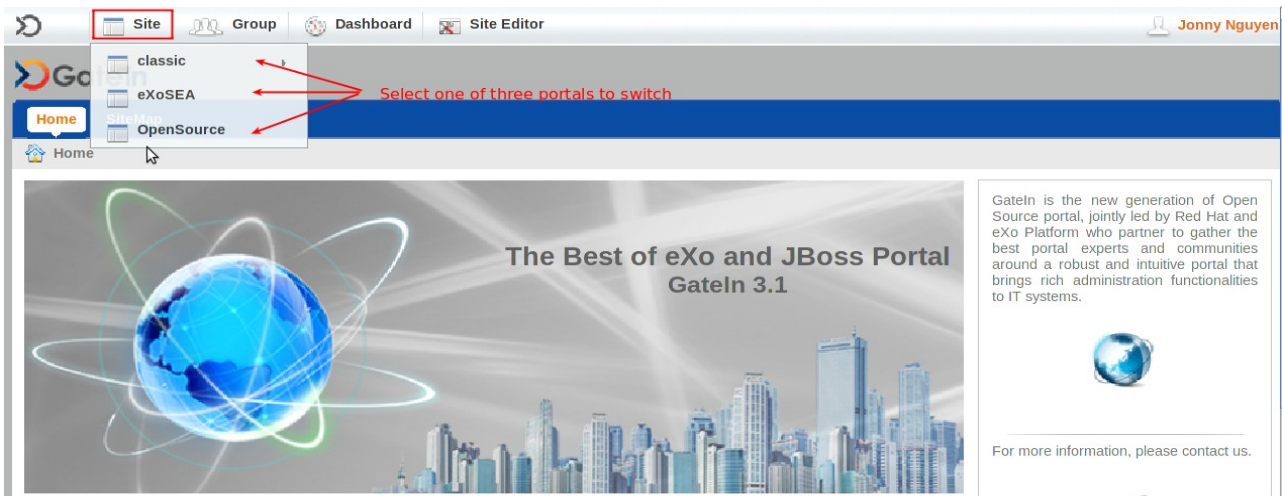 Site Group Dashboard Site Editor Jonny Nguyen
classic
GateIn
eXoSEA
Select one of three portals to switch
Home SiteMap
OpenSource
Home
The Best of eXo and JBoss Portal
GateIn 3.1
GateIn is the new generation of Open
Source portal, jointly led by Red Hat and
eXo Platform who partner to gather the
best portal experts and communities
around a robust and intuitive portal that
brings rich administration functionalities
to IT systems.
For more information, please contact us.